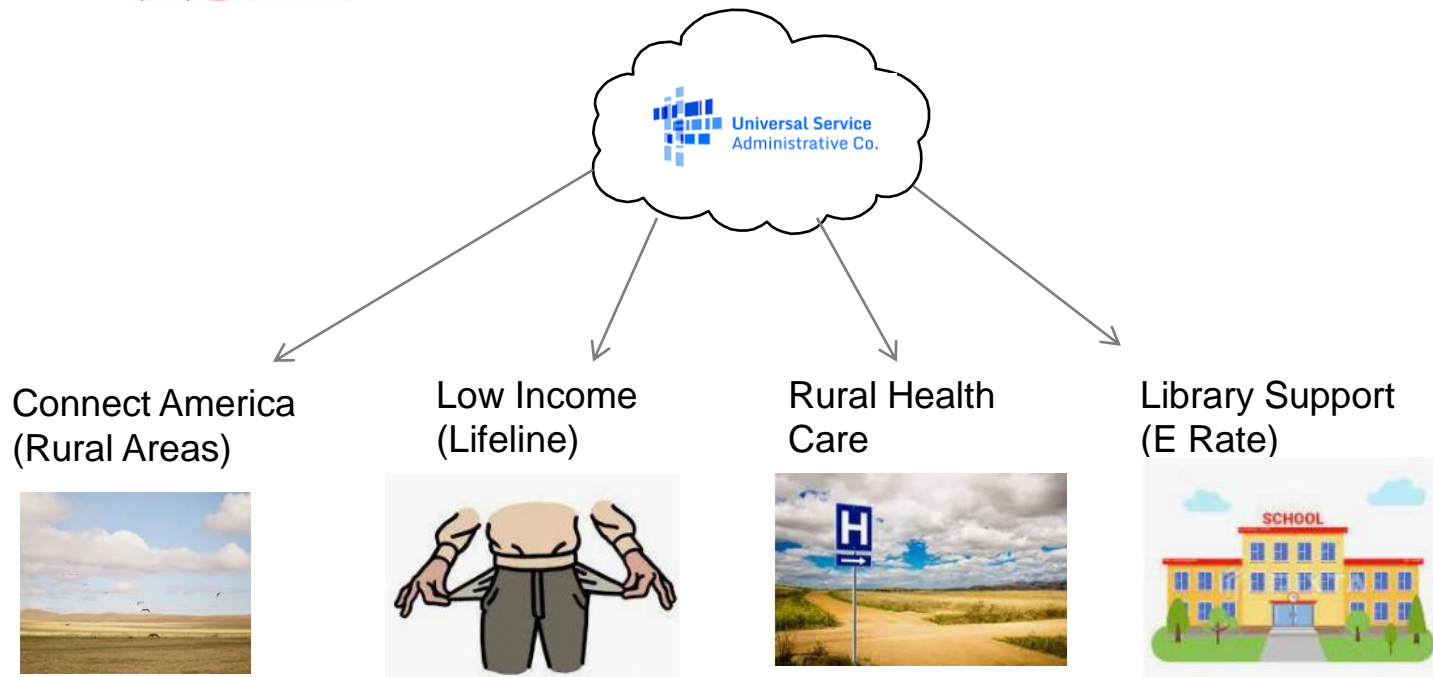 Universal Service
Administrative Co.
Connect America
(Rural Areas)
Low Income
(Lifeline)
Rural Health
Care
Library Support
(E Rate)
H
SCHOOL